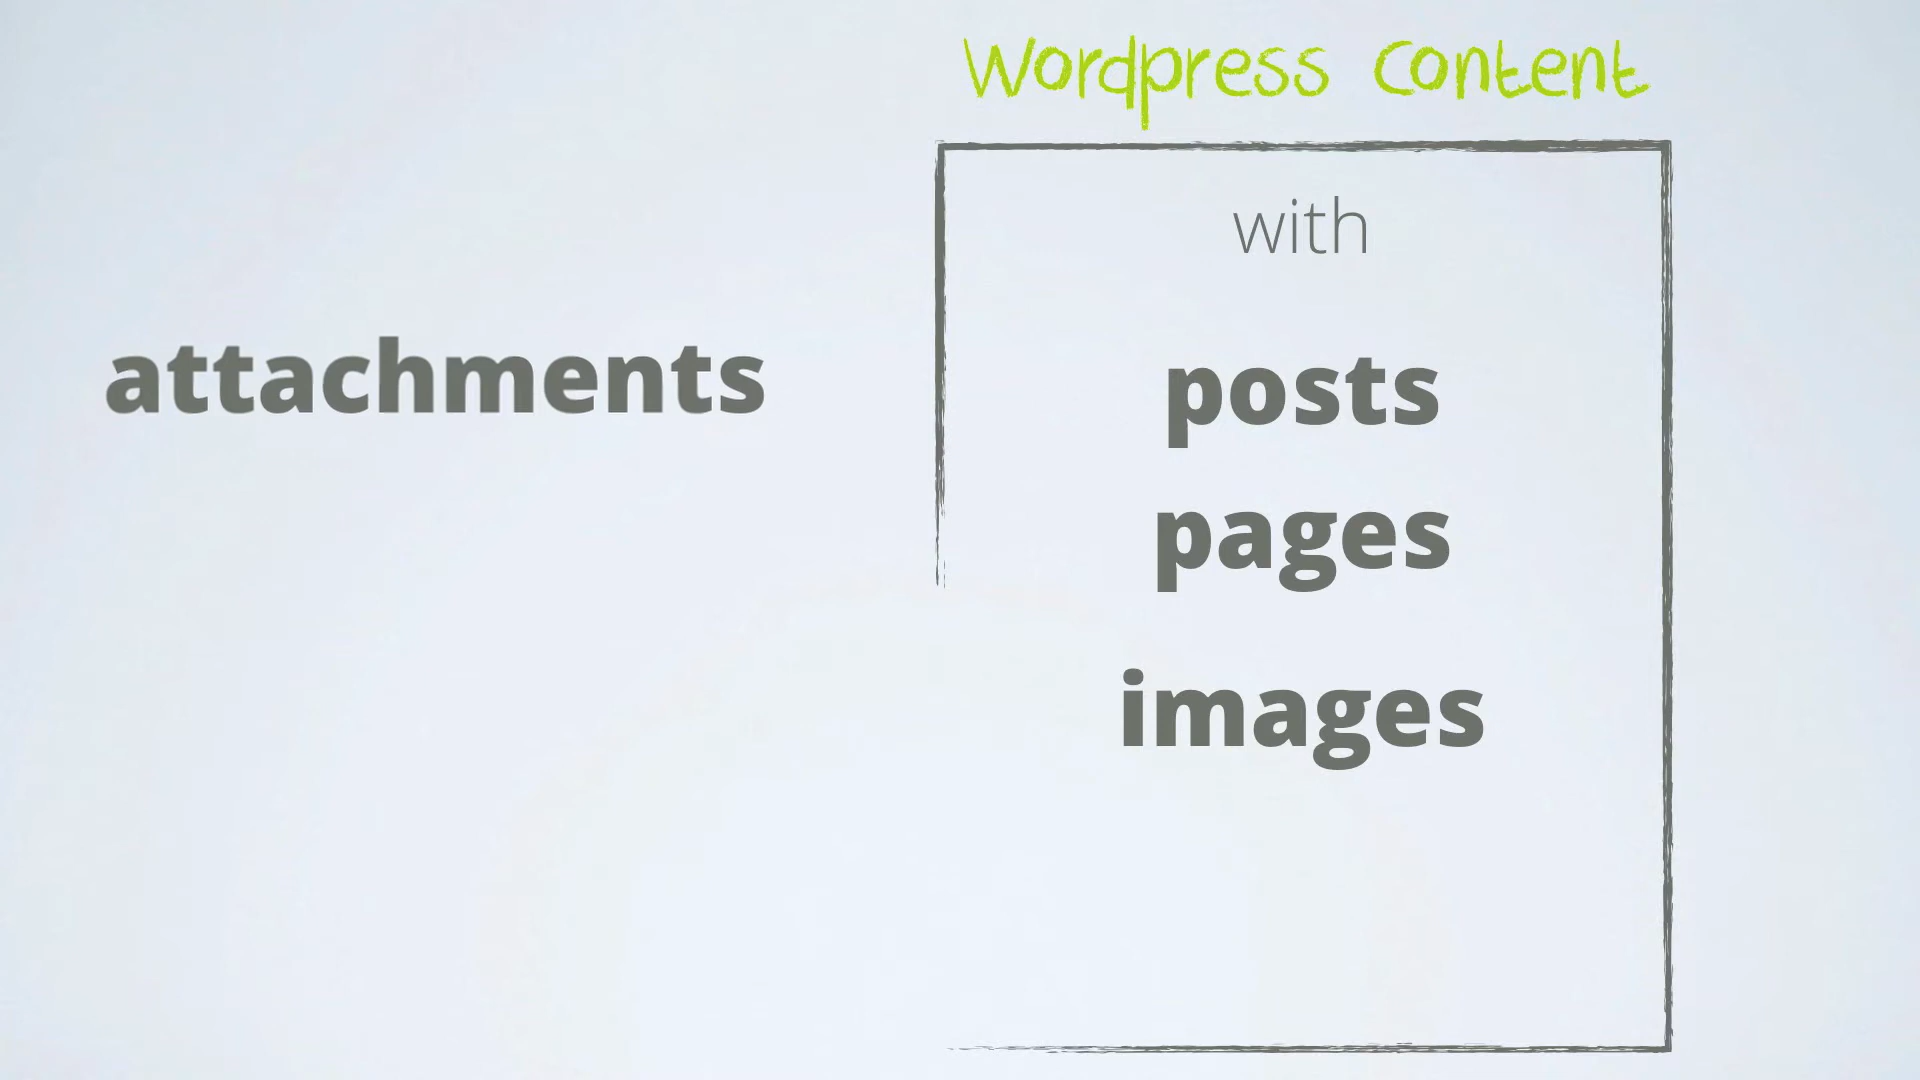 Wordpress Content
with
attachments
posts
pages
images